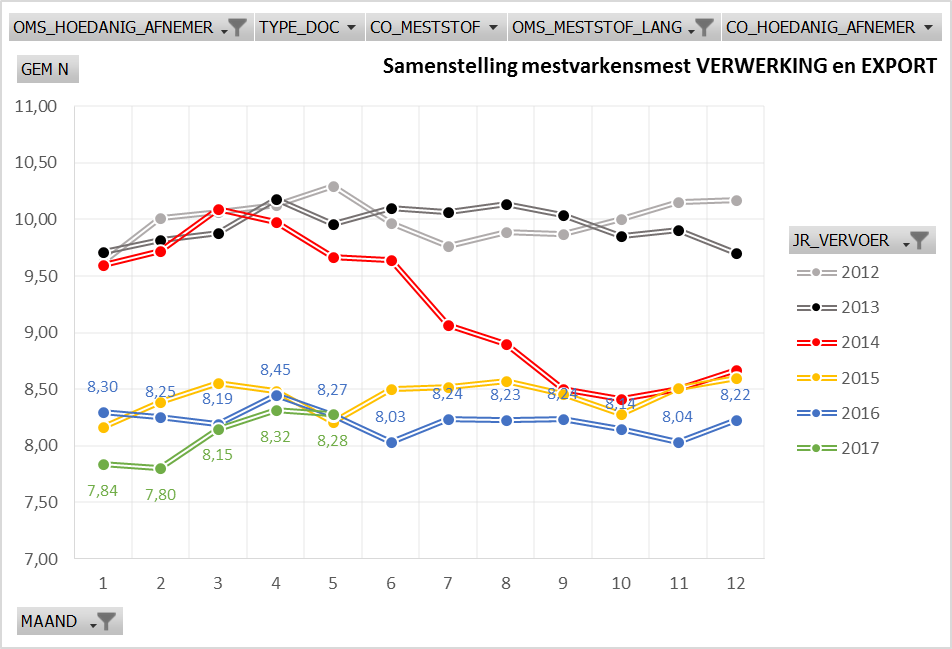 OMS_HOEDANIG_AFNEMER TYPE_DOC CO_MESTSTOF OMS_MESTSTOF_LANG CO_HOEDANIG_AFNEMER
GEM N
Samenstelling mestvarkensmest VERWERKING en EXPORT
11,00
10,50
10,00
9,50
9,00
8,50
8,00
7,50
7,00
8,30 8,25 8,19 8,45 8,27 8,03 8,24 8,23 8,24 8,14 8,04 8,22
7,84 7,80 8,15 8,32 8,28
1 2 3 4 5 6 7 8 9 10 11 12
JR_VERVOER
2012
2013
2014
2015
2016
2017
MAAND